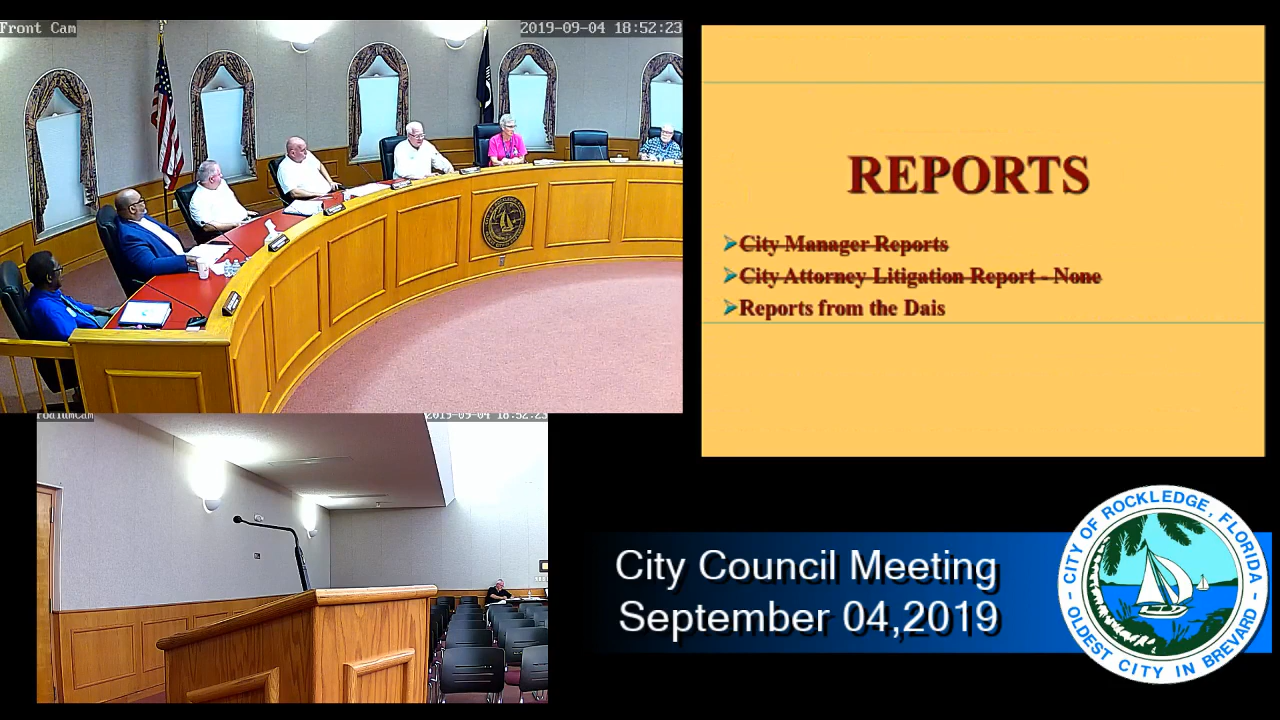 Front Cam
2019-09-04 18:52:23
REPORTS
City Manager Reports
City Attorney Litigation Report - None
Reports from the Dais
PodiumCam
2019-09-04 18:52:23
City Council Meeting
September 04,2019
CITY OF ROCKLEDGE, FLORIDA
- OLDEST CITY IN BREVARD -